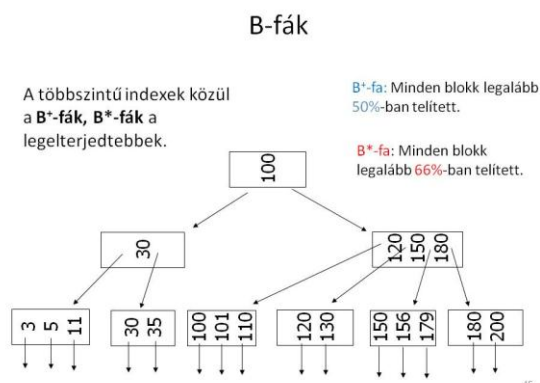 B-fák
A többszintű indexek közül
a B⁺-fák, B*-fák a
legelterjedtebbek.
B⁺-fa: Minden blokk legalább
50%-ban telített.
B*-fa: Minden blokk
legalább 66%-ban telített.
100
30
120 150 180
3 5 11
30 35
100 101 110
120 130
150 156 179
180 200